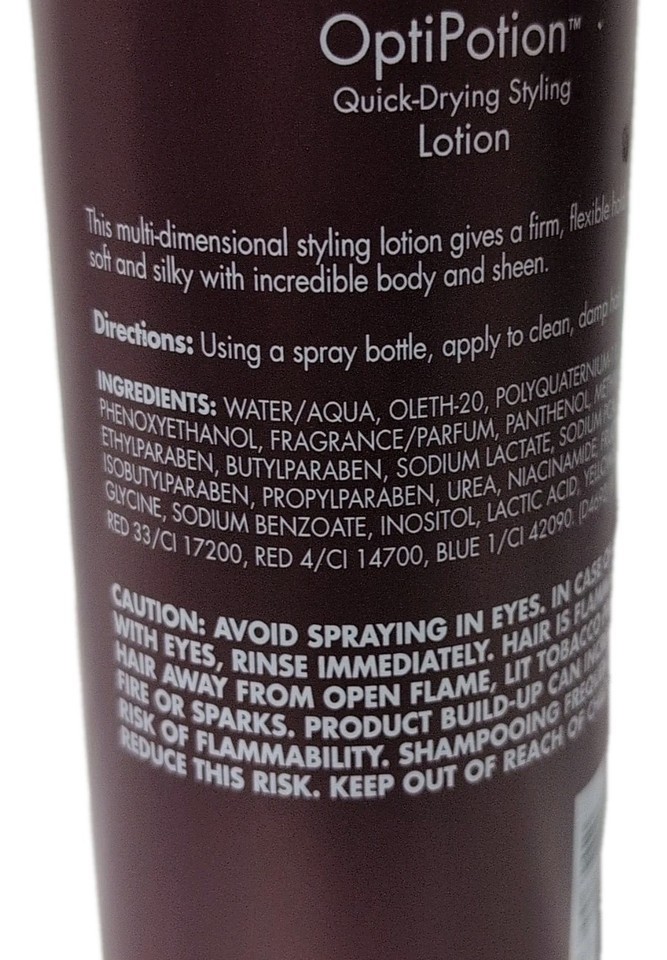 OptiPotion™
Quick-Drying Styling
Lotion
This multi-dimensional styling lotion gives a firm, flexible
soft and silky with incredible body and sheen.
Directions: Using a spray bottle, apply to clean, damp
INGREDIENTS: WATER/AQUA, OLETH-20, POLYQUATERNIUM
PHENOXYETHANOL, FRAGRANCE/PARFUM, PANTHENOL,
ETHYLPARABEN, BUTYLPARABEN, SODIUM LACTATE, SODIUM
ISOBUTYLPARABEN, PROPYLPARABEN, UREA, NIACINAMIDE,
GLYCINE, SODIUM BENZOATE, INOSITOL, LACTIC ACID,
RED 33/CI 17200, RED 4/CI 14700, BLUE 1/CI 42090.
CAUTION: AVOID SPRAYING IN EYES. IN CASE
WITH EYES, RINSE IMMEDIATELY. HAIR IS
HAIR AWAY FROM OPEN FLAME, LIT TOBACCO
FIRE OR SPARKS. PRODUCT BUILD-UP CAN
RISK OF FLAMMABILITY. SHAMPOOING
REDUCE THIS RISK. KEEP OUT OF REACH OF